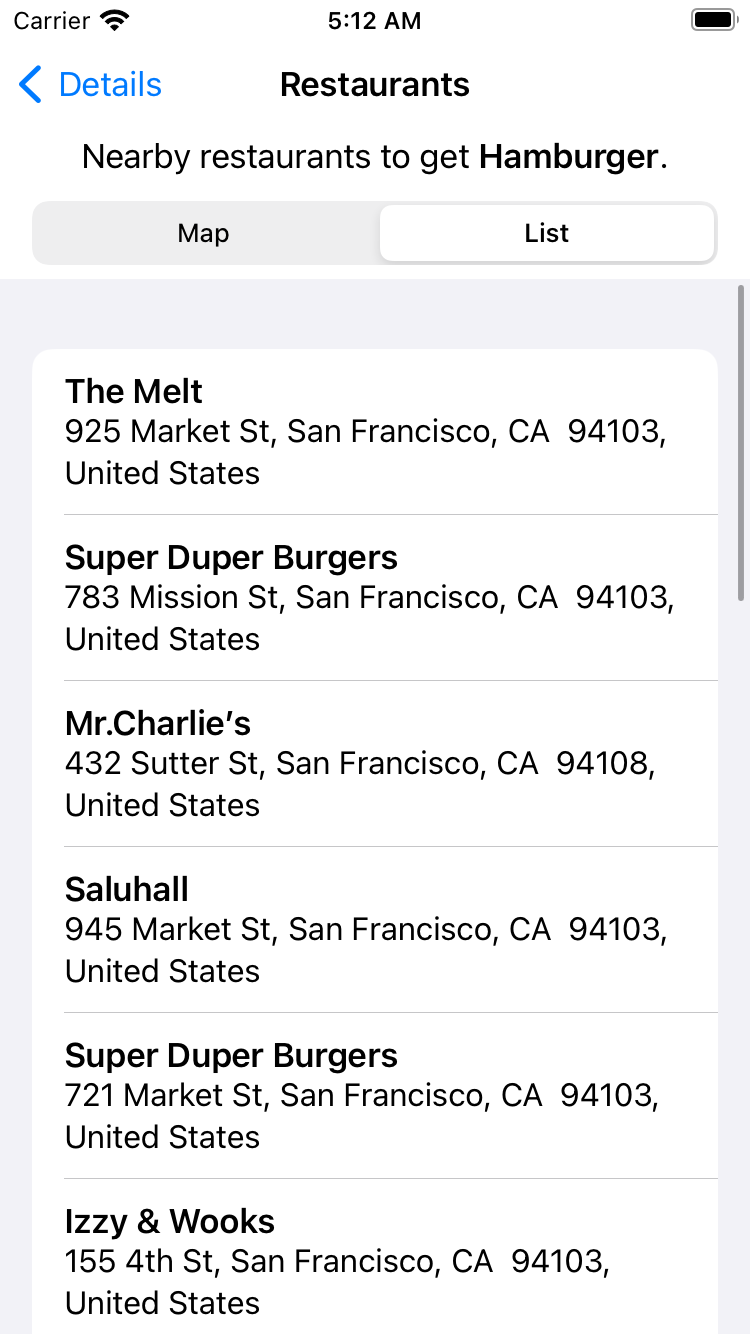 Carrier 5:12 AM
Details Restaurants
Nearby restaurants to get Hamburger.
Map List
The Melt
925 Market St, San Francisco, CA  94103,
United States
Super Duper Burgers
783 Mission St, San Francisco, CA  94103,
United States
Mr.Charlie’s
432 Sutter St, San Francisco, CA  94108,
United States
Saluhall
945 Market St, San Francisco, CA  94103,
United States
Super Duper Burgers
721 Market St, San Francisco, CA  94103,
United States
Izzy & Wooks
155 4th St, San Francisco, CA  94103,
United States